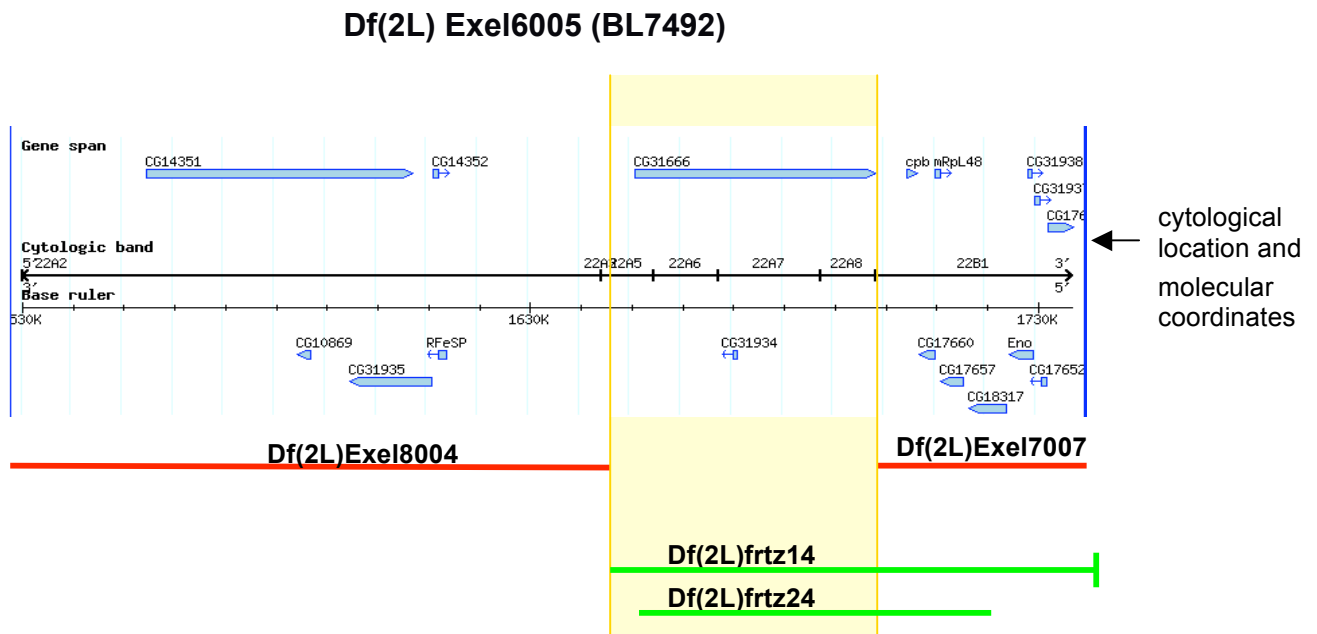 Df(2L) Exel6005 (BL7492)
Gene span
CG14351 CG14352 CG31666 cpb mRpL48 CG31938
CG3193
CG176
Cytologic band
5′ 22A2 22A5 22A6 22A7 22A8 22B1 3′
3′ 5′
Base ruler
530K 1630K 1730K
CG10869 RFeSP CG31934 CG17660 Eno
CG31935 CG17657 CG17652
CG18317
cytological
location and
molecular
coordinates
Df(2L)Exel8004 Df(2L)Exel7007
Df(2L)frtz14
Df(2L)frtz24